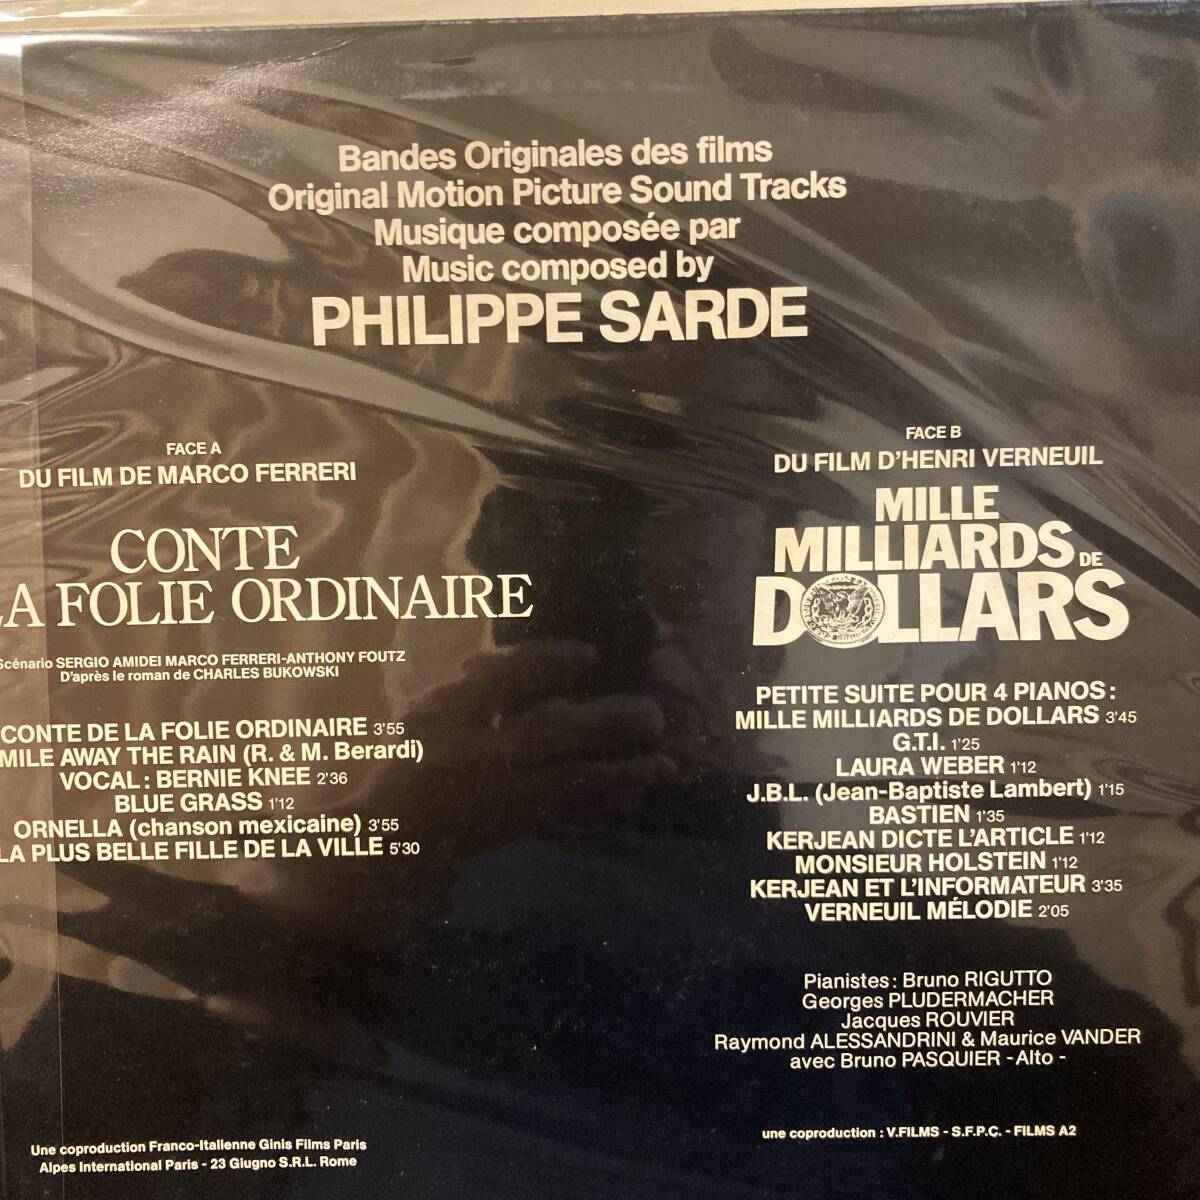 Bandes Originales des films
Original Motion Picture Sound Tracks
Musique composée par
Music composed by
PHILIPPE SARDE
FACE A
DU FILM DE MARCO FERRERI
CONTE
LA FOLIE ORDINAIRE
Scénario SERGIO AMIDEI MARCO FERRERI-ANTHONY FOUTZ
D'après le roman de CHARLES BUKOWSKI
CONTE DE LA FOLIE ORDINAIRE 3'55
MILE AWAY THE RAIN (R. & M. Berardi)
VOCAL: BERNIE KNEE 2'36
BLUE GRASS 1'12
ORNELLA (chanson mexicaine) 3'55
LA PLUS BELLE FILLE DE LA VILLE 5'30
Une coproduction Franco-Italienne Ginis Films Paris
Alpes International Paris - 23 Giugno S.R.L. Rome
FACE B
DU FILM D'HENRI VERNEUIL
MILLE
MILLIARDS DE
DOLLARS
PETITE SUITE POUR 4 PIANOS:
MILLE MILLIARDS DE DOLLARS 3'45
G.T.I. 1'25
LAURA WEBER 1'12
J.B.L. (Jean-Baptiste Lambert) 1'15
BASTIEN 1'35
KERJEAN DICTE L'ARTICLE 1'12
MONSIEUR HOLSTEIN 1'12
KERJEAN ET L'INFORMATEUR 3'35
VERNEUIL MÉLODIE 2'05
Pianistes: Bruno RIGUTTO
Georges PLUDERMACHER
Jacques ROUVIER
Raymond ALESSANDRINI & Maurice VANDER
avec Bruno PASQUIER - Alto -
une coproduction : V.FILMS - S.F.P.C. - FILMS A2